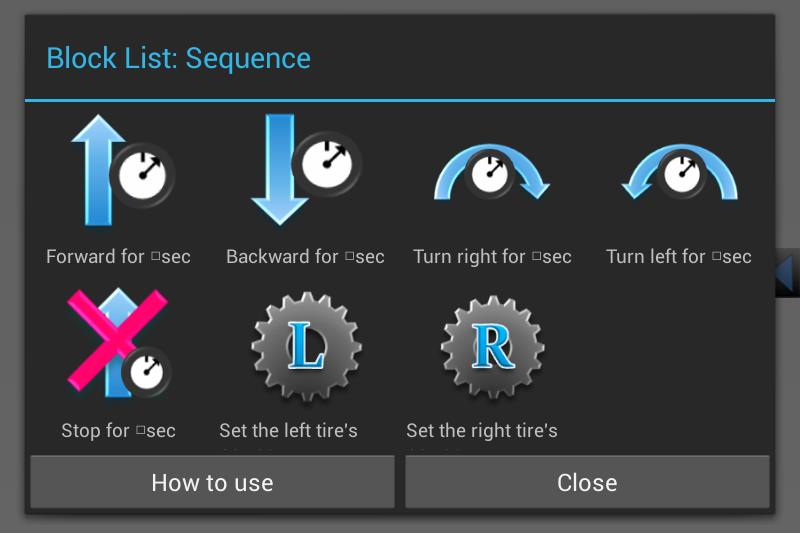 Block List: Sequence
Forward for □sec
Backward for □sec
Turn right for □sec
Turn left for □sec
L
R
Stop for □sec
Set the left tire's
Set the right tire's
How to use
Close